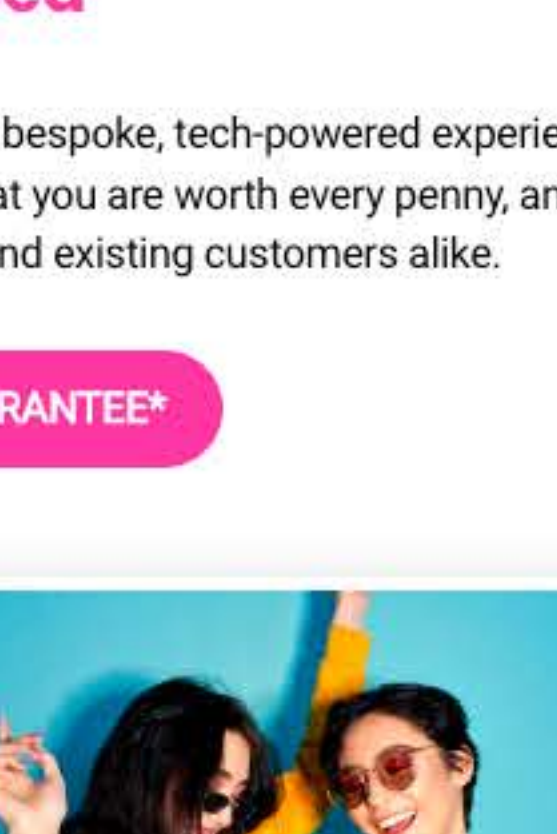 bespoke, tech-powered experie
at you are worth every penny, an
nd existing customers alike.
RANTEE*